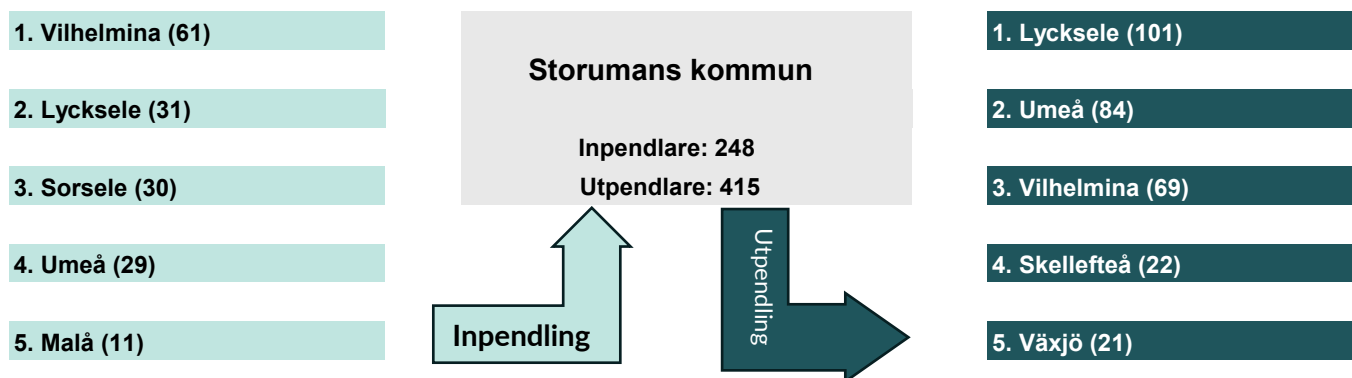 1. Vilhelmina (61)
2. Lycksele (31)
3. Sorsele (30)
4. Umeå (29)
5. Malå (11)
Storumans kommun
Inpendlare: 248
Utpendlare: 415
Inpendling
Utpendling
1. Lycksele (101)
2. Umeå (84)
3. Vilhelmina (69)
4. Skellefteå (22)
5. Växjö (21)